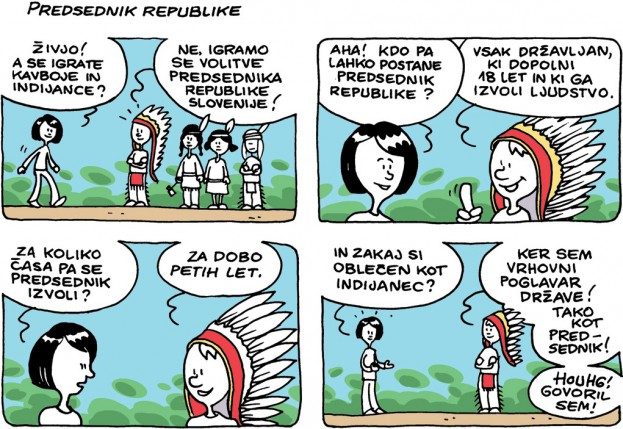 PREDSEDNIK REPUBLIKE
ŽIVJO!
A SE IGRATE
KAVBOJE IN
INDIJANCE?
NE, IGRAMO
SE VOLITVE
PREDSEDNIKA
REPUBLIKE
SLOVENIJE!
AHA! KDO PA
LAHKO POSTANE
PREDSEDNIK
REPUBLIKE?
VSAK DRŽAVLJAN,
KI DOPOLNI
18 LET IN KI GA
IZVOLI LJUDSTVO.
ZA KOLIKO
ČASA PA SE
PREDSEDNIK
IZVOLI?
ZA DOBO
PETIH LET.
IN ZAKAJ SI
OBLEČEN KOT
INDIJANEC?
KER SEM
VRHOVNI
POGLAVAR
DRŽAVE!
TAKO
KOT
PRED-
SEDNIK!
HOUHG!
GOVORIL
SEM!